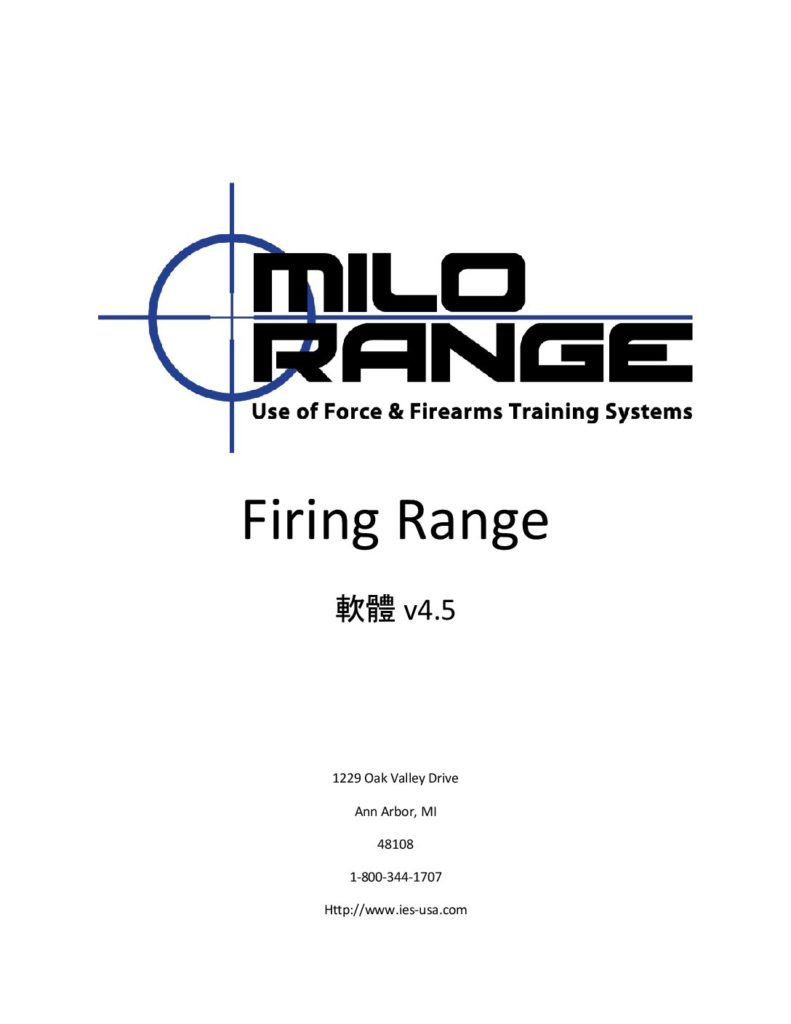 MILO
RANGE
Use of Force & Firearms Training Systems
Firing Range
軟體 v4.5
1229 Oak Valley Drive
Ann Arbor, MI
48108
1-800-344-1707
Http://www.ies-usa.com